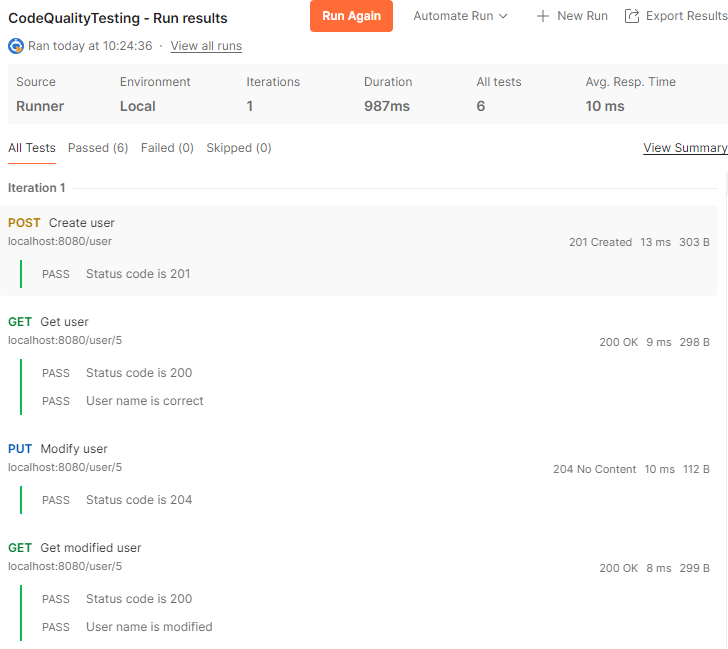 CodeQualityTesting - Run results
Run Again
Automate Run
New Run
Export Results
Ran today at 10:24:36 · View all runs
Source Environment Iterations Duration All tests Avg. Resp. Time
Runner Local 1 987ms 6 10 ms
All Tests Passed (6) Failed (0) Skipped (0) View Summary
Iteration 1
POST Create user
localhost:8080/user
201 Created 13 ms 303 B
PASS Status code is 201
GET Get user
localhost:8080/user/5
200 OK 9 ms 298 B
PASS Status code is 200
PASS User name is correct
PUT Modify user
localhost:8080/user/5
204 No Content 10 ms 112 B
PASS Status code is 204
GET Get modified user
localhost:8080/user/5
200 OK 8 ms 299 B
PASS Status code is 200
PASS User name is modified